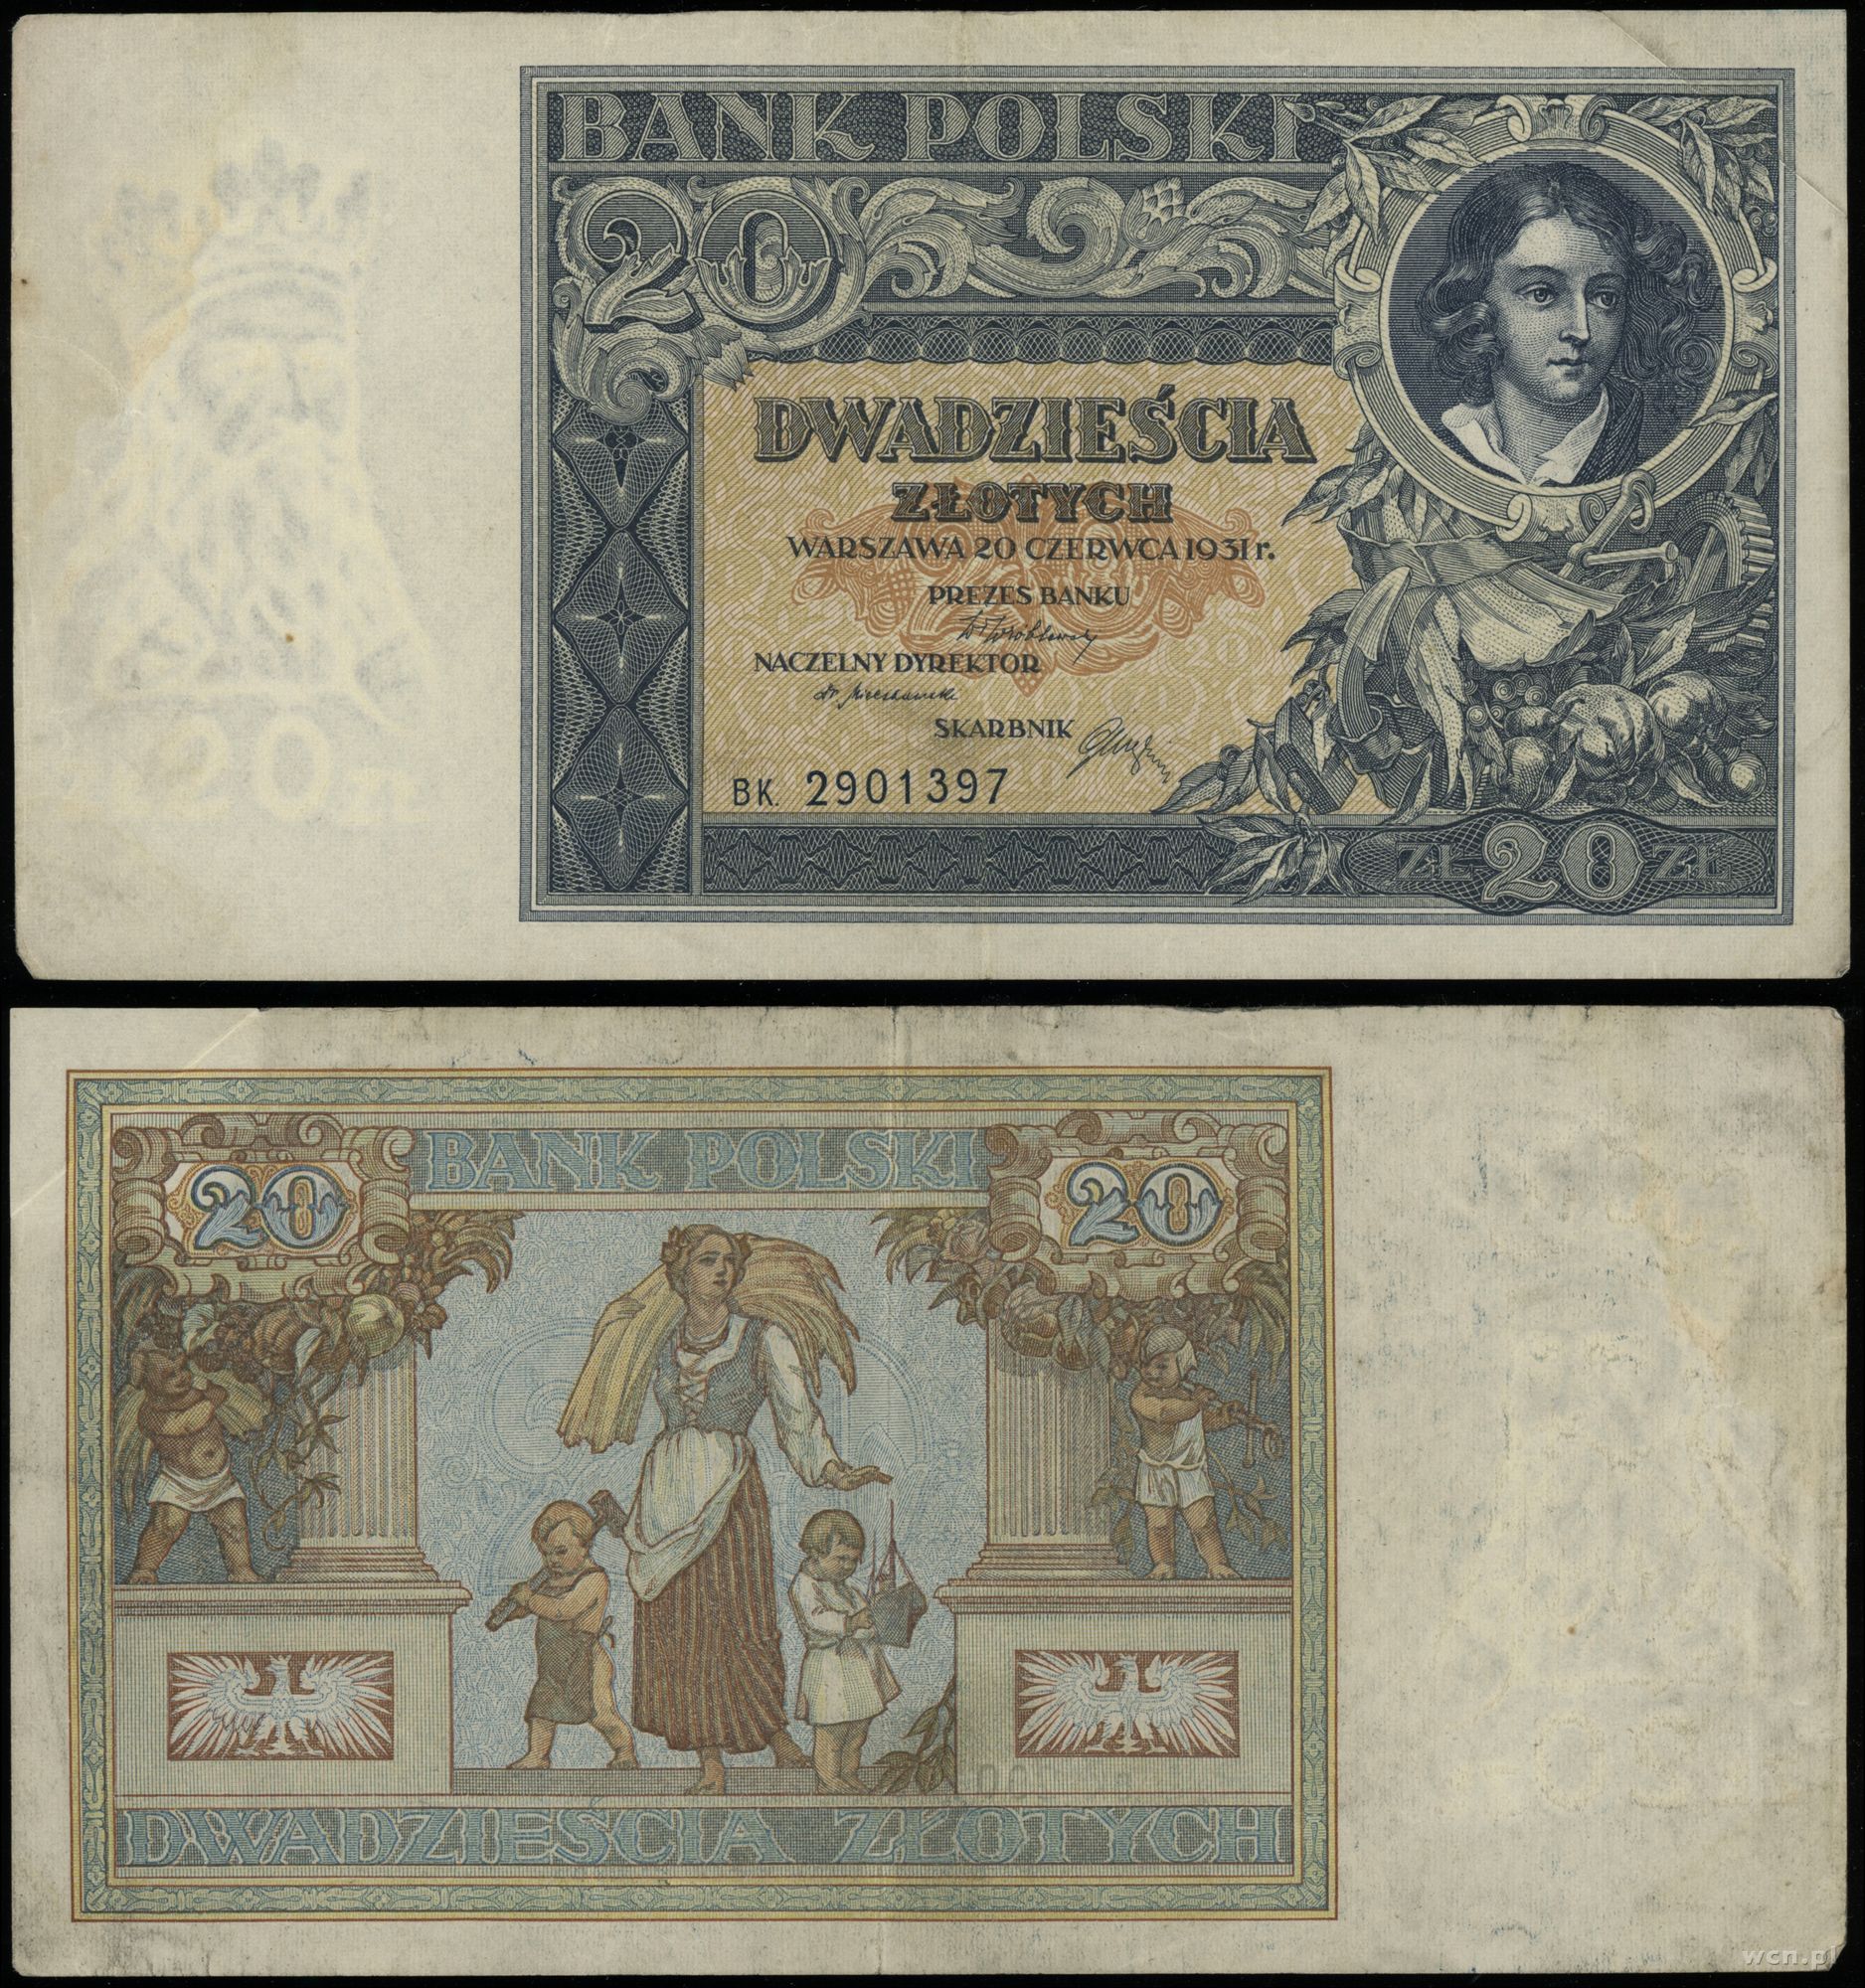 BANK POLSKI
20
DWADZIEŚCIA
ZŁOTYCH
WARSZAWA 20 CZERWCA 1931 r.
PREZES BANKU
NACZELNY DYREKTOR
SKARBNIK
BK. 2901397
ZŁ 20 ZŁ
20 BANK POLSKI 20
DWADZIEŚCIA ZŁOTYCH
wcn.pl